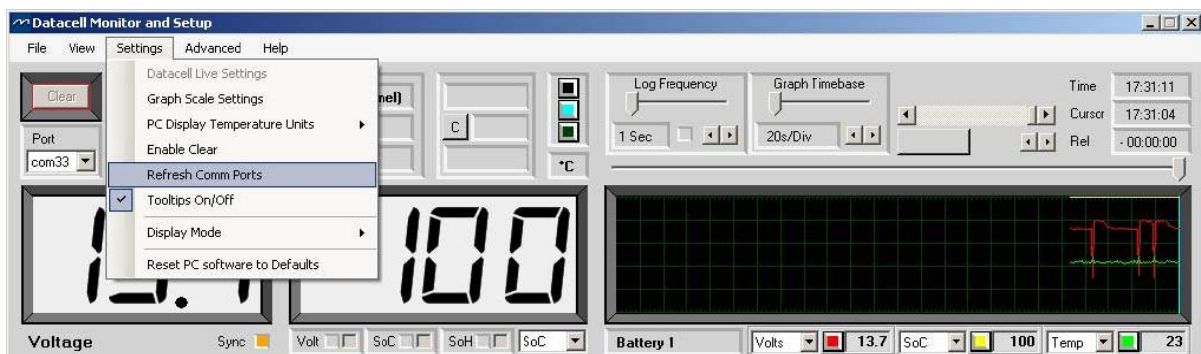 Datacell Monitor and Setup
File View Settings Advanced Help
Datacell Live Settings
Graph Scale Settings
PC Display Temperature Units
Enable Clear
Refresh Comm Ports
Tooltips On/Off
Display Mode
Reset PC software to Defaults
Clear
Port
com33
nel)
C
°C
Log Frequency
1 Sec
Graph Timebase
20s/Div
Time 17:31:11
Cursor 17:31:04
Rel - 00:00:00
100
Voltage Sync Volt SoC SoH SoC
Battery 1 Volts 13.7 SoC 100 Temp 23